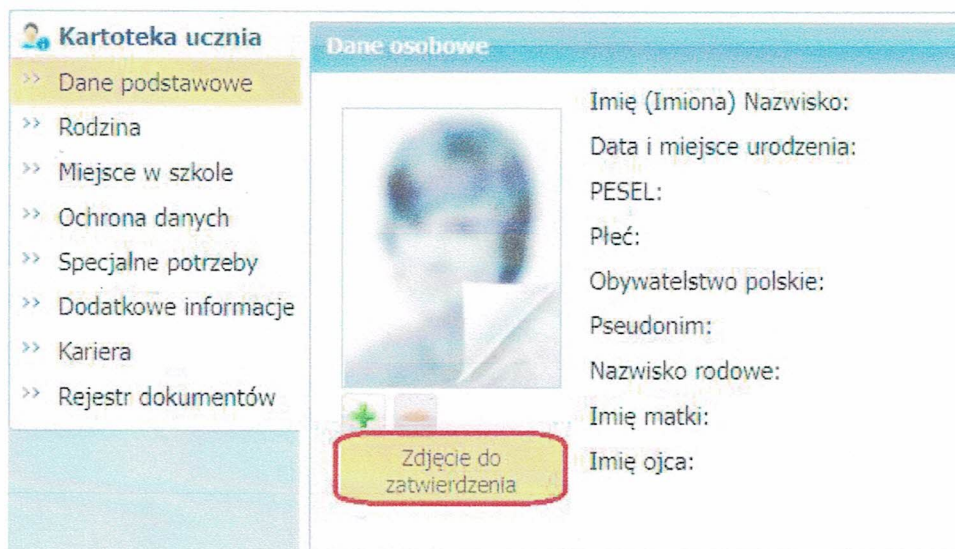 Kartoteka ucznia
>> Dane podstawowe
>> Rodzina
>> Miejsce w szkole
>> Ochrona danych
>> Specjalne potrzeby
>> Dodatkowe informacje
>> Kariera
>> Rejestr dokumentów
Dane osobowe
Imię (Imiona) Nazwisko:
Data i miejsce urodzenia:
PESEL:
Płeć:
Obywatelstwo polskie:
Pseudonim:
Nazwisko rodowe:
Imię matki:
Imię ojca:
Zdjęcie do
zatwierdzenia